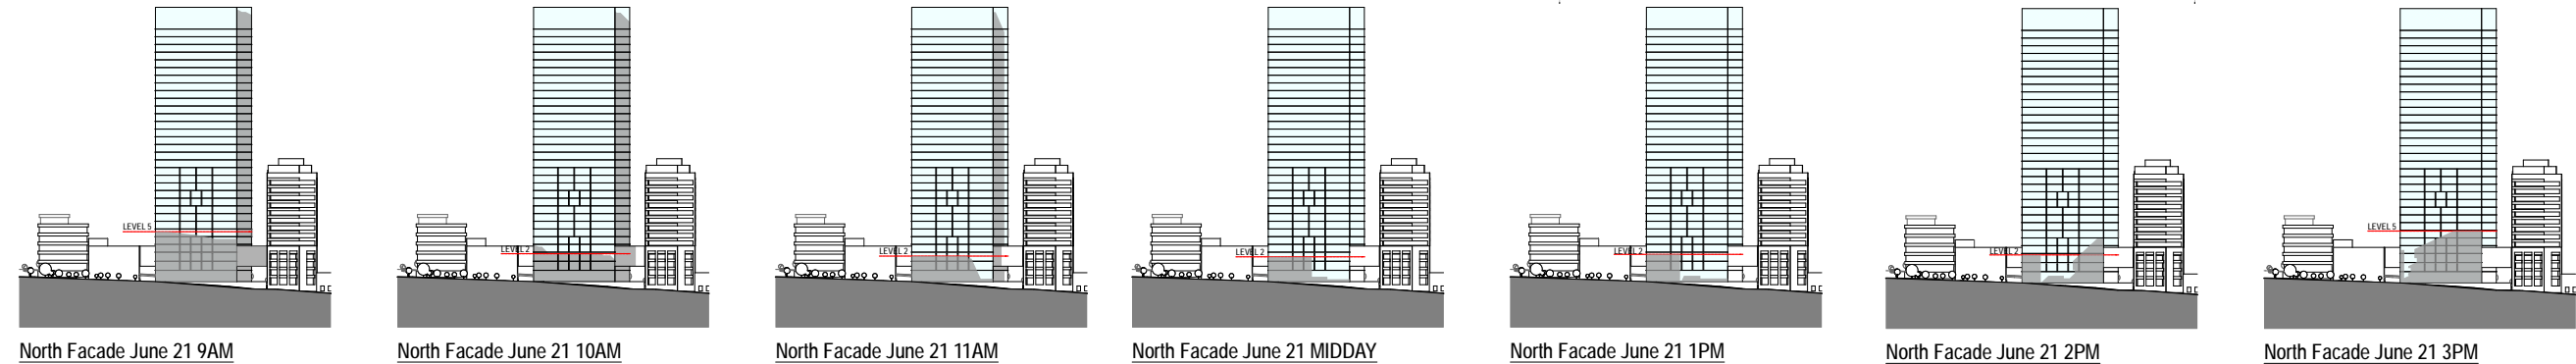 LEVEL 5
LEVEL 2
LEVEL 2
LEVEL 2
LEVEL 2
LEVEL 2
LEVEL 5
North Facade June 21 9AM
North Facade June 21 10AM
North Facade June 21 11AM
North Facade June 21 MIDDAY
North Facade June 21 1PM
North Facade June 21 2PM
North Facade June 21 3PM